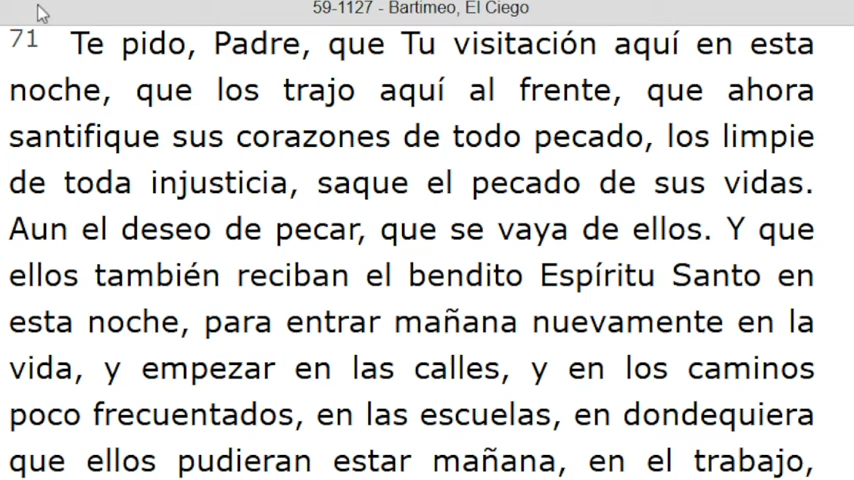 59-1127 - Bartimeo, El Ciego
71 Te pido, Padre, que Tu visitación aquí en esta
noche, que los trajo aquí al frente, que ahora
santifique sus corazones de todo pecado, los limpie
de toda injusticia, saque el pecado de sus vidas.
Aun el deseo de pecar, que se vaya de ellos. Y que
ellos también reciban el bendito Espíritu Santo en
esta noche, para entrar mañana nuevamente en la
vida, y empezar en las calles, y en los caminos
poco frecuentados, en las escuelas, en dondequiera
que ellos pudieran estar mañana, en el trabajo,